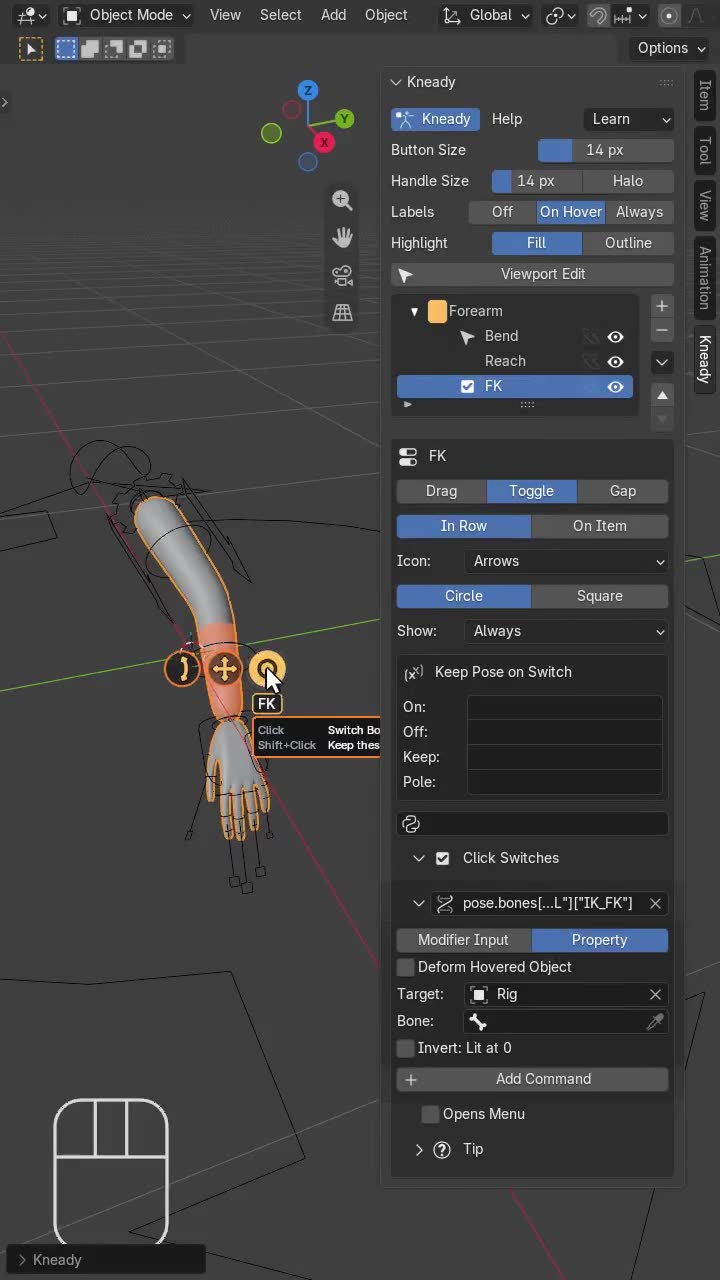 Object Mode View Select Add Object Global
Options
Z
Y
X
Kneady
Kneady Help Learn
Button Size 14 px
Handle Size 14 px Halo
Labels Off On Hover Always
Highlight Fill Outline
Viewport Edit
Forearm
Bend
Reach
FK
Item
Tool
View
Animation
Kneady
FK
Drag Toggle Gap
In Row On Item
Icon: Arrows
Circle Square
Show: Always
Keep Pose on Switch
On:
Off:
Keep:
Pole:
Click Switches
pose.bones[...L"]["IK_FK"]
Modifier Input Property
Deform Hovered Object
Target: Rig
Bone:
Invert: Lit at 0
Add Command
Opens Menu
Tip
FK
Click Switch Bo
Shift+Click Keep thes
Kneady